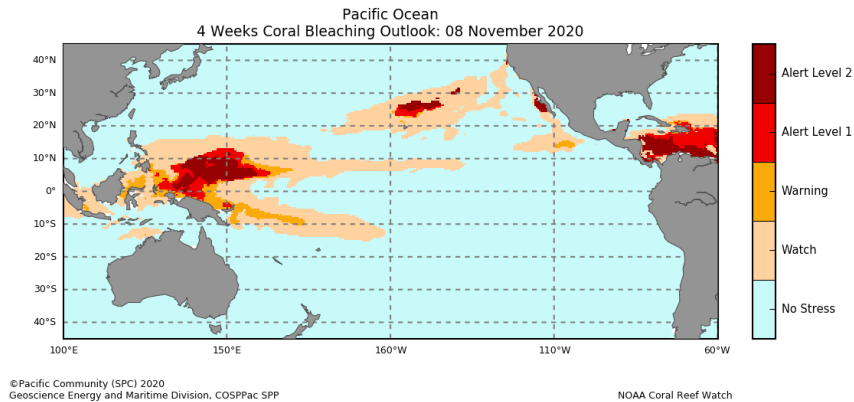 Pacific Ocean
4 Weeks Coral Bleaching Outlook: 08 November 2020
40°N
30°N
20°N
10°N
0°
10°S
20°S
30°S
40°S
100°E
150°E
160°W
110°W
60°W
Alert Level 2
Alert Level 1
Warning
Watch
No Stress
©Pacific Community (SPC) 2020
Geoscience Energy and Maritime Division, COSPPac SPP
NOAA Coral Reef Watch